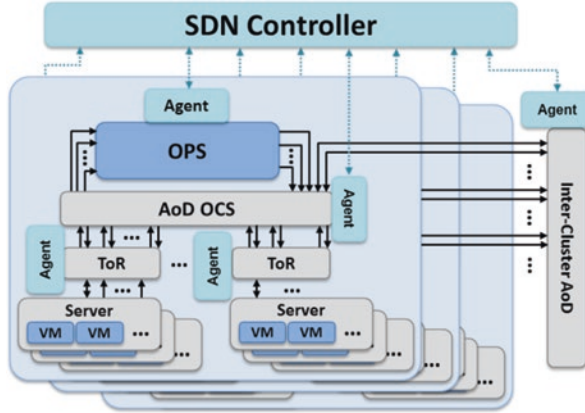 SDN Controller
Agent
Agent
OPS
Agent
AoD OCS
Agent
ToR
...
Agent
ToR
Server
VM VM ...
Server
VM VM ...
Inter-Cluster AoD